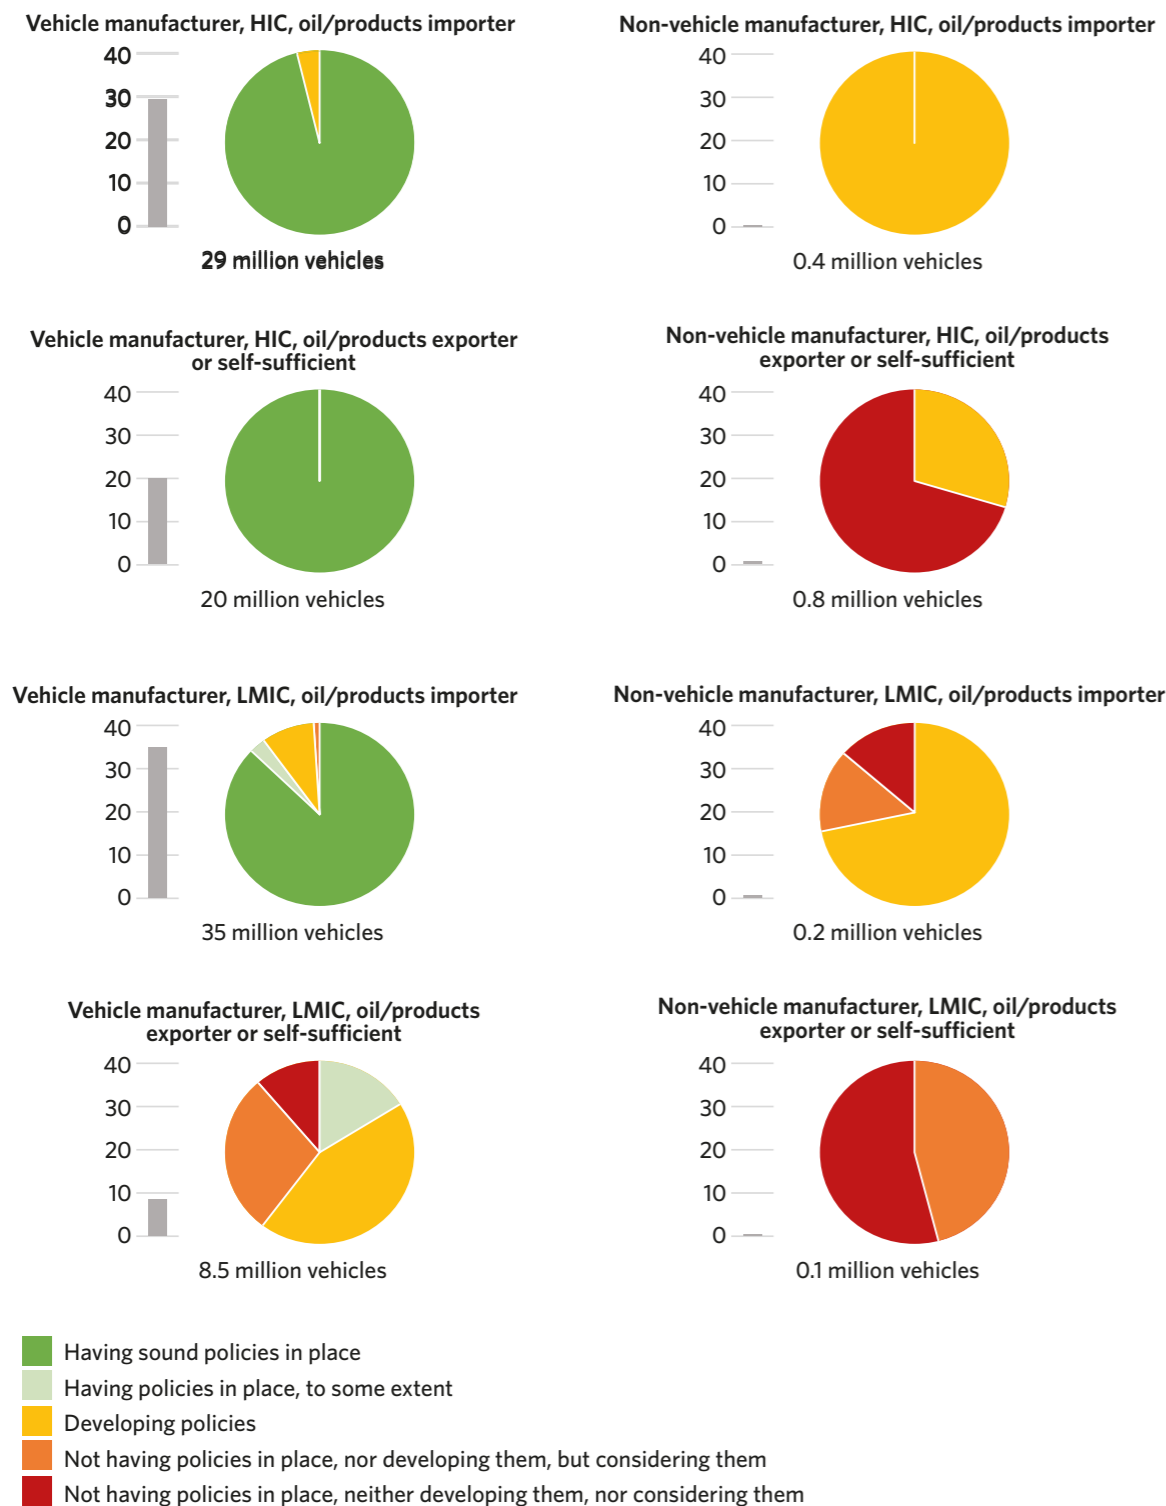 Vehicle manufacturer, HIC, oil/products importer
40
30
20
10
0
29 million vehicles
Non-vehicle manufacturer, HIC, oil/products importer
40
30
20
10
0
0.4 million vehicles
Vehicle manufacturer, HIC, oil/products exporter
or self-sufficient
40
30
20
10
0
20 million vehicles
Non-vehicle manufacturer, HIC, oil/products
exporter or self-sufficient
40
30
20
10
0
0.8 million vehicles
Vehicle manufacturer, LMIC, oil/products importer
40
30
20
10
0
35 million vehicles
Non-vehicle manufacturer, LMIC, oil/products importer
40
30
20
10
0
0.2 million vehicles
Vehicle manufacturer, LMIC, oil/products
exporter or self-sufficient
40
30
20
10
0
8.5 million vehicles
Non-vehicle manufacturer, LMIC, oil/products
exporter or self-sufficient
40
30
20
10
0
0.1 million vehicles
Having sound policies in place
Having policies in place, to some extent
Developing policies
Not having policies in place, nor developing them, but considering them
Not having policies in place, neither developing them, nor considering them